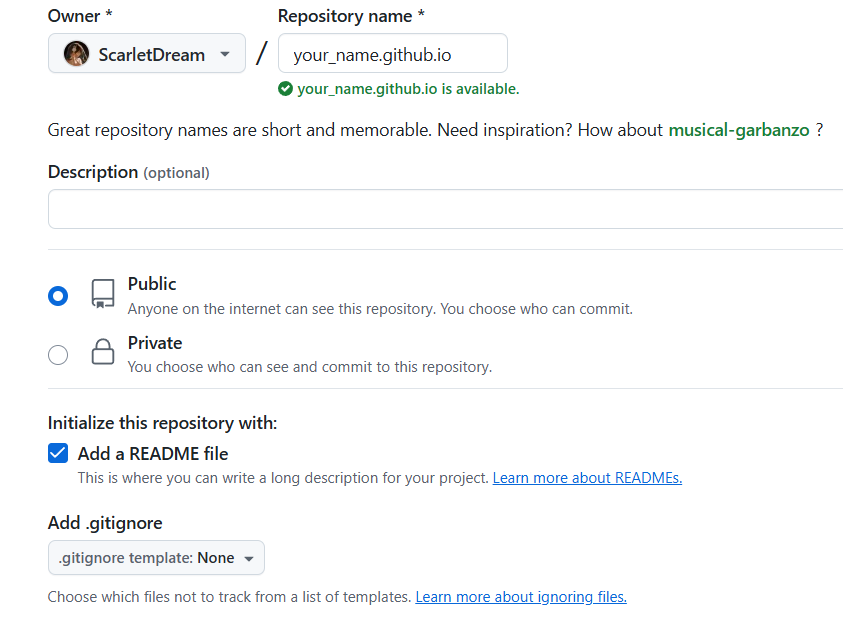 Owner *
Repository name *
ScarletDream
/
your_name.github.io
your_name.github.io is available.
Great repository names are short and memorable. Need inspiration? How about musical-garbanzo ?
Description (optional)
Public
Anyone on the internet can see this repository. You choose who can commit.
Private
You choose who can see and commit to this repository.
Initialize this repository with:
Add a README file
This is where you can write a long description for your project. Learn more about READMEs.
Add .gitignore
.gitignore template: None
Choose which files not to track from a list of templates. Learn more about ignoring files.